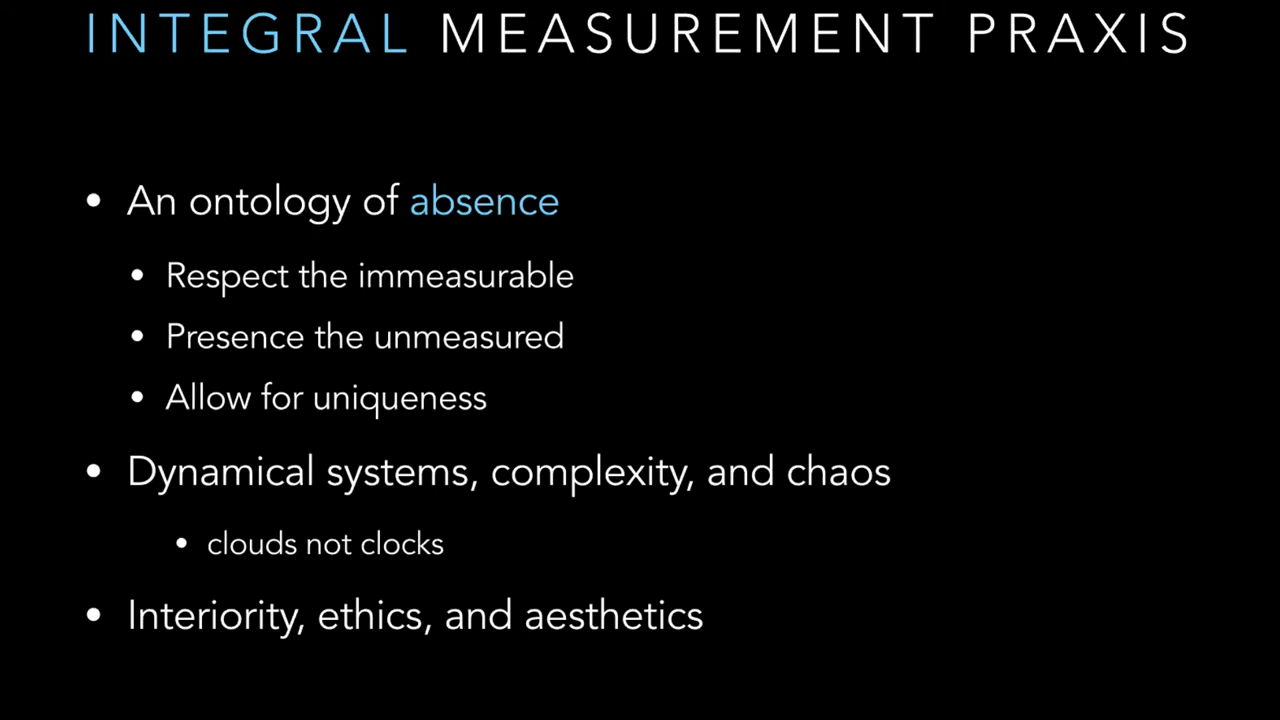 INTEGRAL MEASUREMENT PRAXIS
• An ontology of absence
• Respect the immeasurable
• Presence the unmeasured
• Allow for uniqueness
• Dynamical systems, complexity, and chaos
• clouds not clocks
• Interiority, ethics, and aesthetics